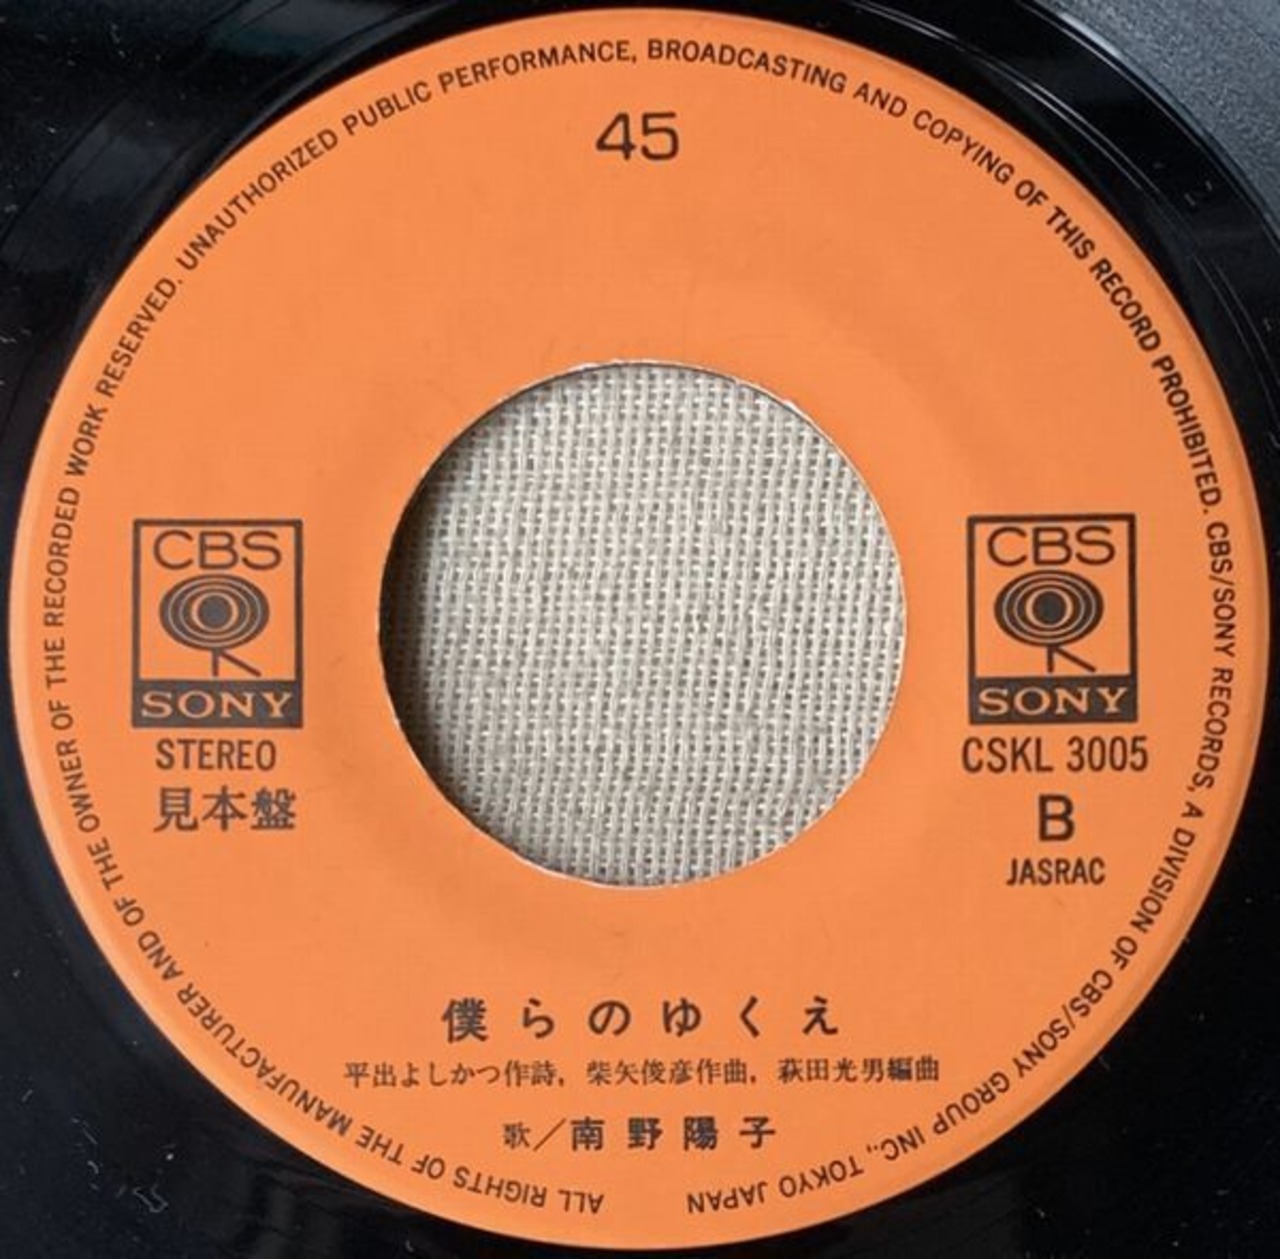 ALL RIGHTS OF THE MANUFACTURER AND OF THE OWNER OF THE RECORDED WORK RESERVED. UNAUTHORIZED PUBLIC PERFORMANCE, BROADCASTING AND COPYING OF THIS RECORD PROHIBITED. CBS/SONY RECORDS, A DIVISION OF CBS/SONY GROUP INC., TOKYO JAPAN
45
CBS
SONY
STEREO
見本盤
CBS
SONY
CSKL 3005
B
JASRAC
僕らのゆくえ
平出よしかつ作詩, 柴矢俊彦作曲, 萩田光男編曲
歌/南野陽子